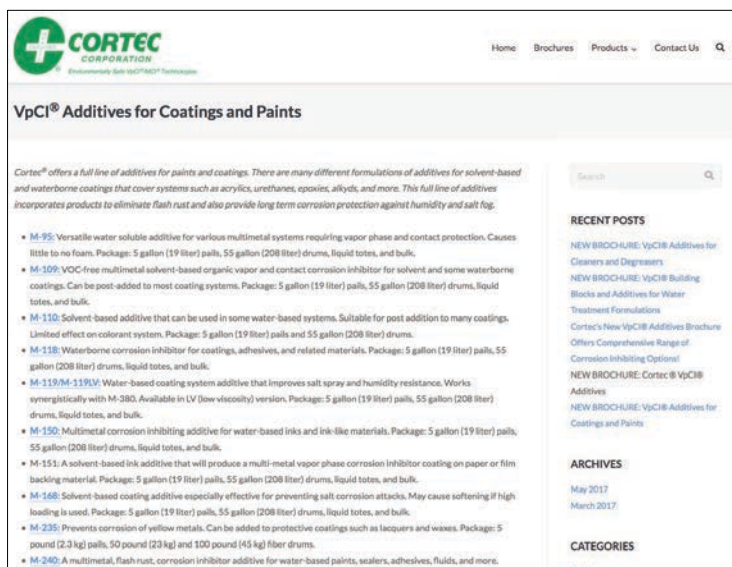 CORTEC
CORPORATION
Environmentally Safe VpCI®/MCI® Technologies
Home Brochures Products Contact Us
VpCI® Additives for Coatings and Paints
Cortec® offers a full line of additives for paints and coatings. There are many different formulations of additives for solvent-based
and waterborne coatings that cover systems such as acrylics, urethanes, epoxies, alkyds, and more. This full line of additives
incorporates products to eliminate flash rust and also provide long term corrosion protection against humidity and salt fog.
• M-95: Versatile water soluble additive for various multimetal systems requiring vapor phase and contact protection. Causes
little to no foam. Package: 5 gallon (19 liter) pails, 55 gallon (208 liter) drums, liquid totes, and bulk.
• M-109: VOC-free multimetal solvent-based organic vapor and contact corrosion inhibitor for solvent and some waterborne
coatings. Can be post-added to most coating systems. Package: 5 gallon (19 liter) pails, 55 gallon (208 liter) drums, liquid
totes, and bulk.
• M-110: Solvent-based additive that can be used in some water-based systems. Suitable for post addition to many coatings.
Limited effect on colorant system. Package: 5 gallon (19 liter) pails and 55 gallon (208 liter) drums.
• M-118: Waterborne corrosion inhibitor for coatings, adhesives, and related materials. Package: 5 gallon (19 liter) pails, 55
gallon (208 liter) drums, liquid totes, and bulk.
• M-119/M-119LV: Water-based coating system additive that improves salt spray and humidity resistance. Works
synergistically with M-380. Available in LV (low viscosity) version. Package: 5 gallon (19 liter) pails, 55 gallon (208 liter)
drums, liquid totes, and bulk.
• M-150: Multimetal corrosion inhibiting additive for water-based inks and ink-like materials. Package: 5 gallon (19 liter) pails,
55 gallon (208 liter) drums, liquid totes, and bulk.
• M-151: A solvent-based ink additive that will produce a multi-metal vapor phase corrosion inhibitor coating on paper or film
backing material. Package: 5 gallon (19 liter) pails, 55 gallon (208 liter) drums, liquid totes, and bulk.
• M-168: Solvent-based coating additive especially effective for preventing salt corrosion attacks. May cause softening if high
loading is used. Package: 5 gallon (19 liter) pails, 55 gallon (208 liter) drums, liquid totes, and bulk.
• M-235: Prevents corrosion of yellow metals. Can be added to protective coatings such as lacquers and waxes. Package: 5
pound (2.3 kg) pails, 50 pound (23 kg) and 100 pound (45 kg) fiber drums.
• M-240: A multimetal, flash rust, corrosion inhibitor additive for water-based paints, sealers, adhesives, fluids, and more.
Search
RECENT POSTS
NEW BROCHURE: VpCI® Additives for
Cleaners and Degreasers
NEW BROCHURE: VpCI® Building
Blocks and Additives for Water
Treatment Formulations
Cortec's New VpCI® Additives Brochure
Offers Comprehensive Range of
Corrosion Inhibiting Options!
NEW BROCHURE: Cortec ® VpCI®
Additives
NEW BROCHURE: VpCI® Additives for
Coatings and Paints
ARCHIVES
May 2017
March 2017
CATEGORIES